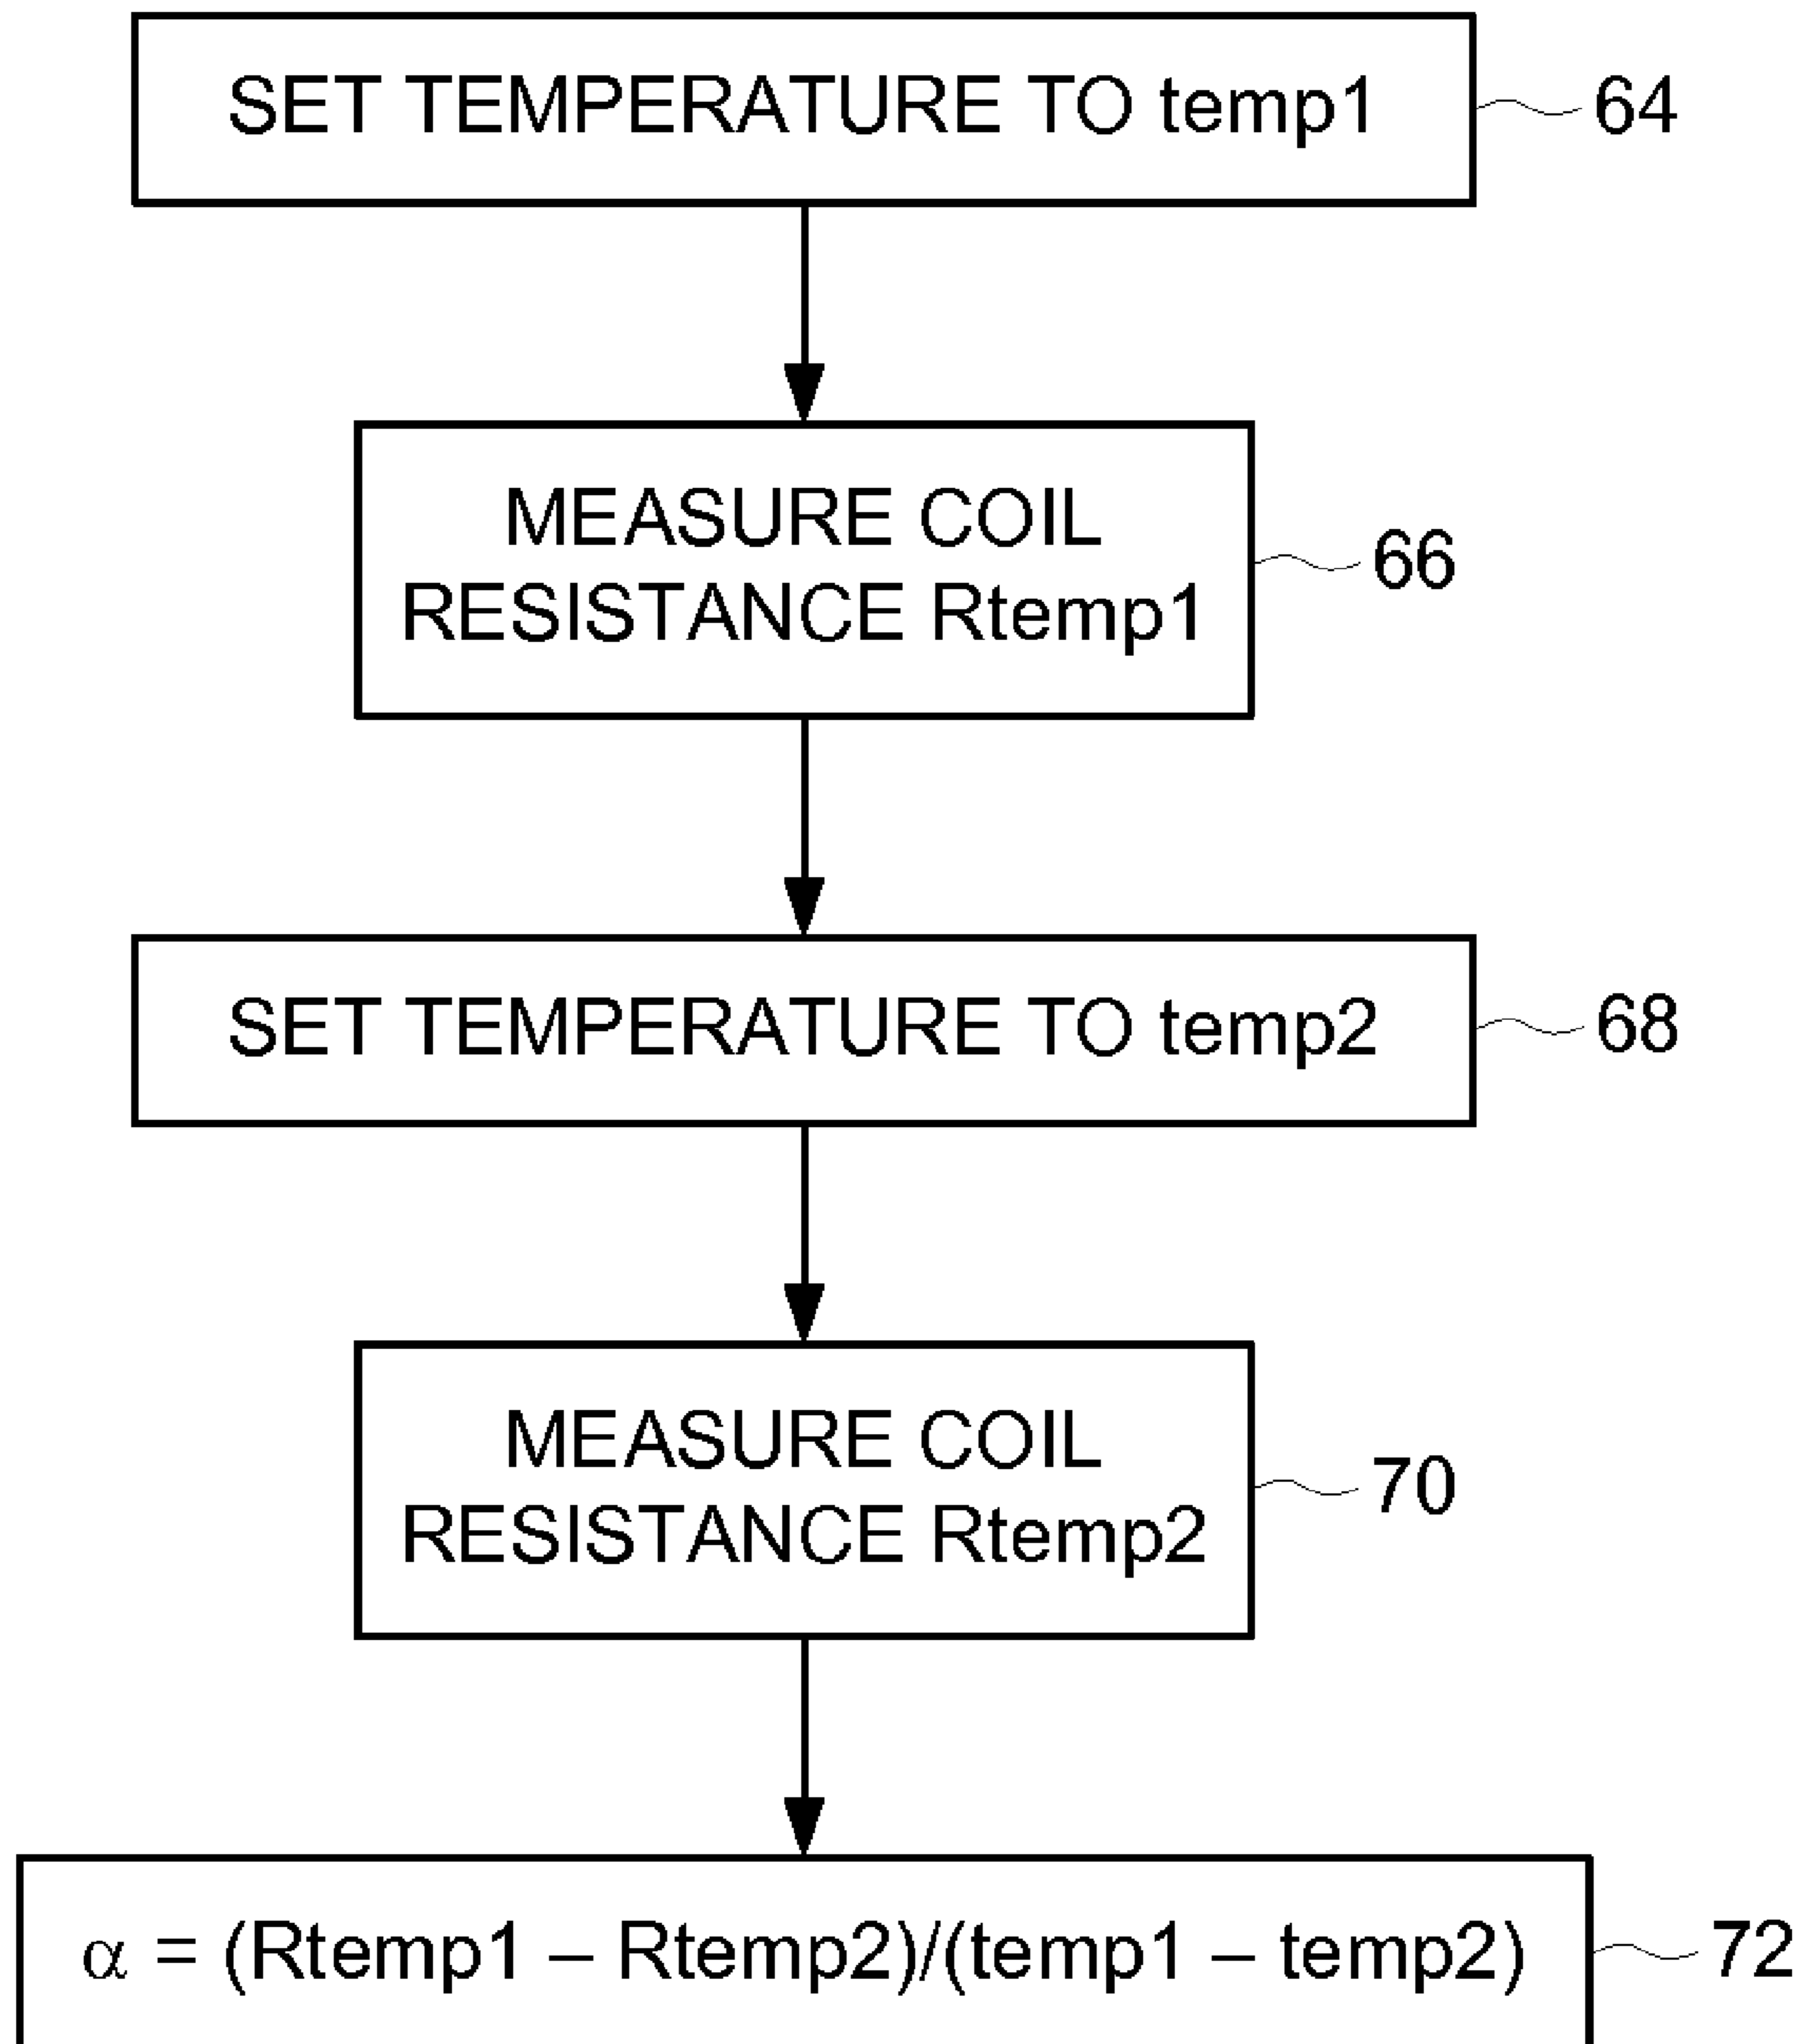 SET TEMPERATURE TO temp1
64
MEASURE COIL
RESISTANCE Rtemp1
66
SET TEMPERATURE TO temp2
68
MEASURE COIL
RESISTANCE Rtemp2
70
α = (Rtemp1 – Rtemp2)/(temp1 – temp2)
72